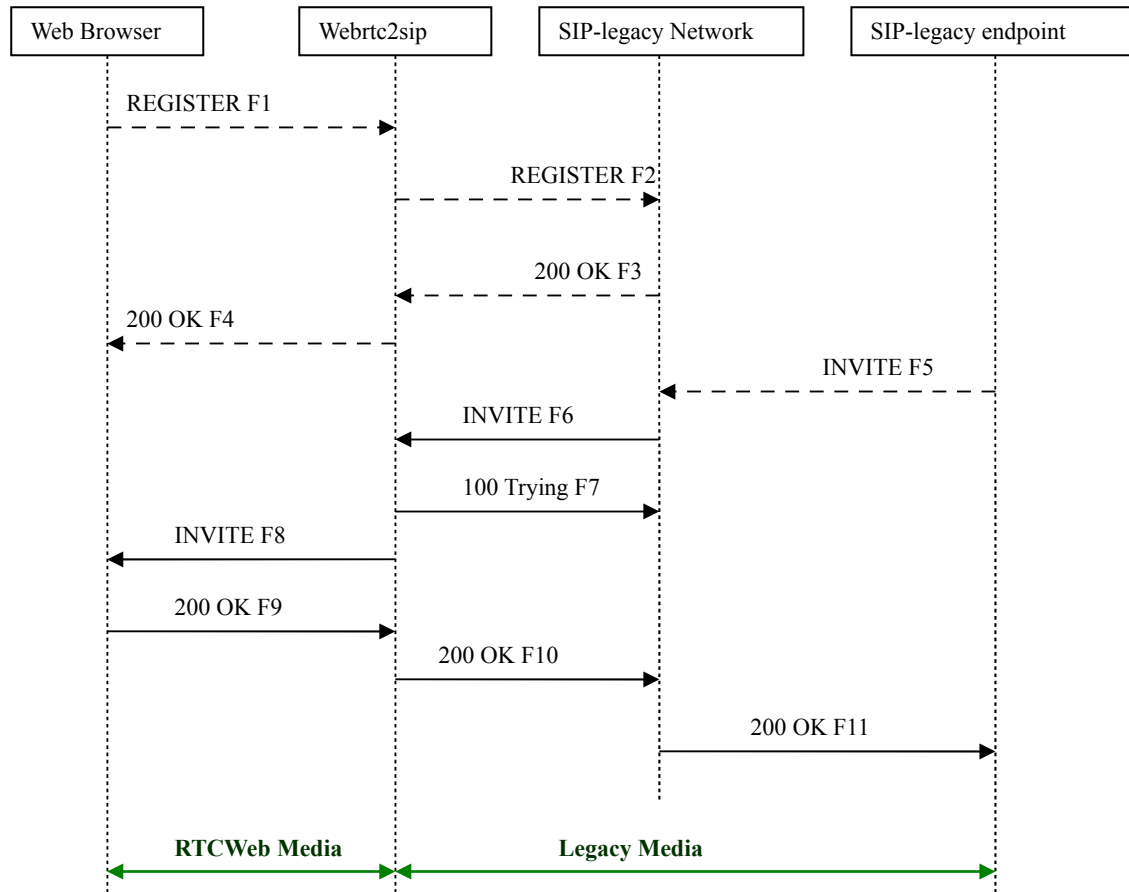 Web Browser
Webrtc2sip
SIP-legacy Network
SIP-legacy endpoint
REGISTER F1
REGISTER F2
200 OK F3
200 OK F4
INVITE F5
INVITE F6
100 Trying F7
INVITE F8
200 OK F9
200 OK F10
200 OK F11
RTCWeb Media
Legacy Media